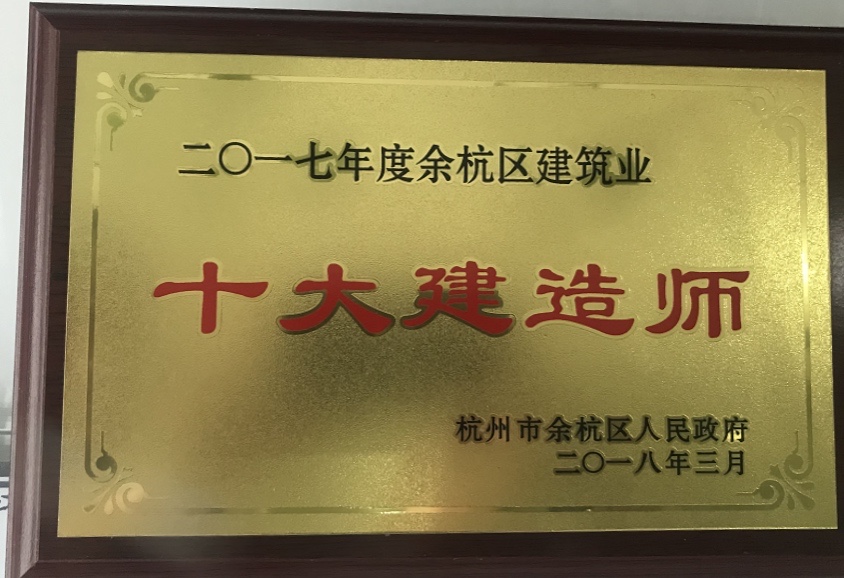 二〇一七年度余杭区建筑业
十大建造师
杭州市余杭区人民政府
二〇一八年三月